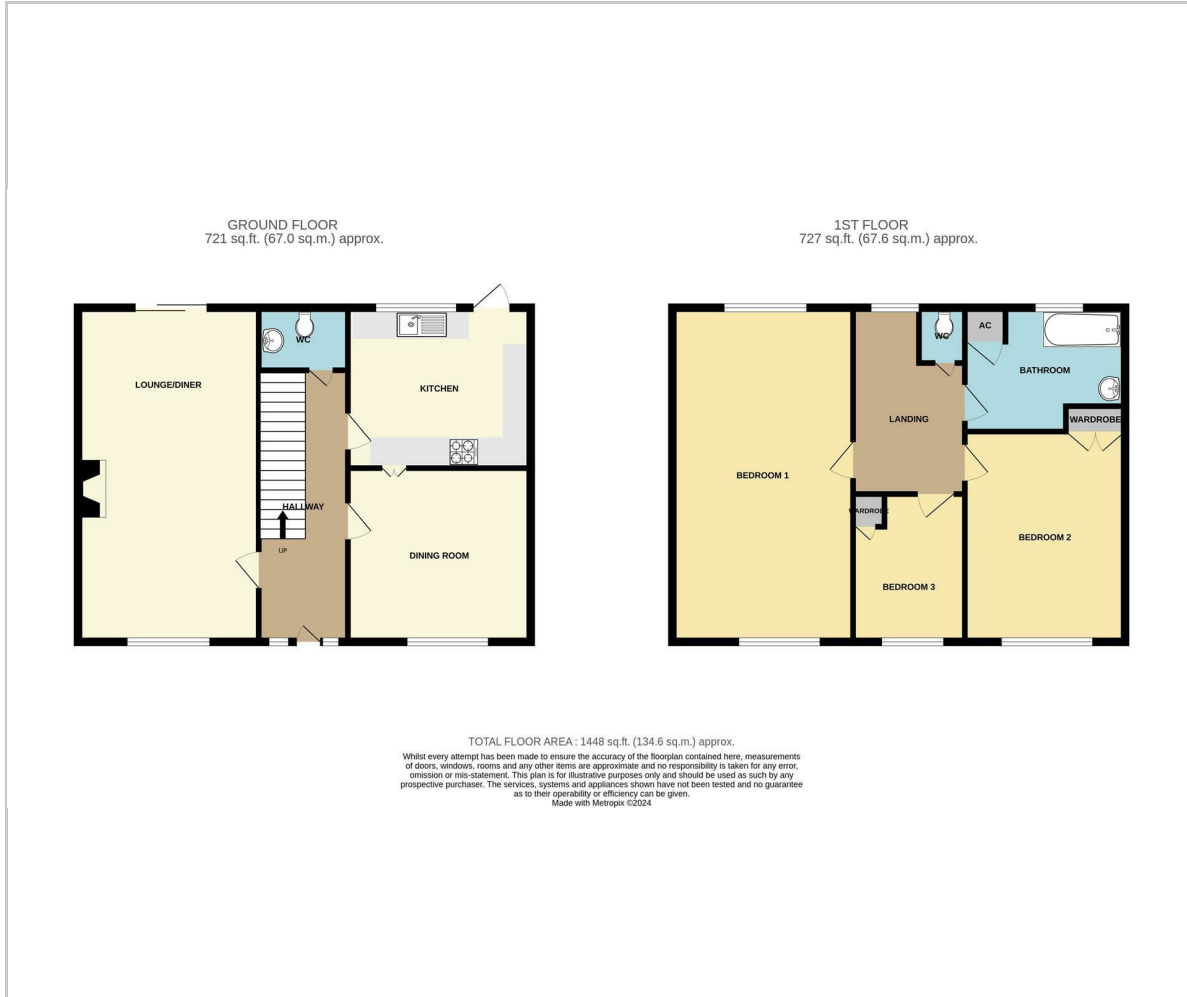 GROUND FLOOR
721 sq.ft. (67.0 sq.m.) approx.
LOUNGE/DINER
WC
KITCHEN
HALLWAY
UP
DINING ROOM
1ST FLOOR
727 sq.ft. (67.6 sq.m.) approx.
WC
AC
BATHROOM
LANDING
WARDROBE
BEDROOM 1
WARDROBE
BEDROOM 2
BEDROOM 3
TOTAL FLOOR AREA : 1448 sq.ft. (134.6 sq.m.) approx.
Whilst every attempt has been made to ensure the accuracy of the floorplan contained here, measurements
of doors, windows, rooms and any other items are approximate and no responsibility is taken for any error,
omission or mis-statement. This plan is for illustrative purposes only and should be used as such by any
prospective purchaser. The services, systems and appliances shown have not been tested and no guarantee
as to their operability or efficiency can be given.
Made with Metropix ©2024